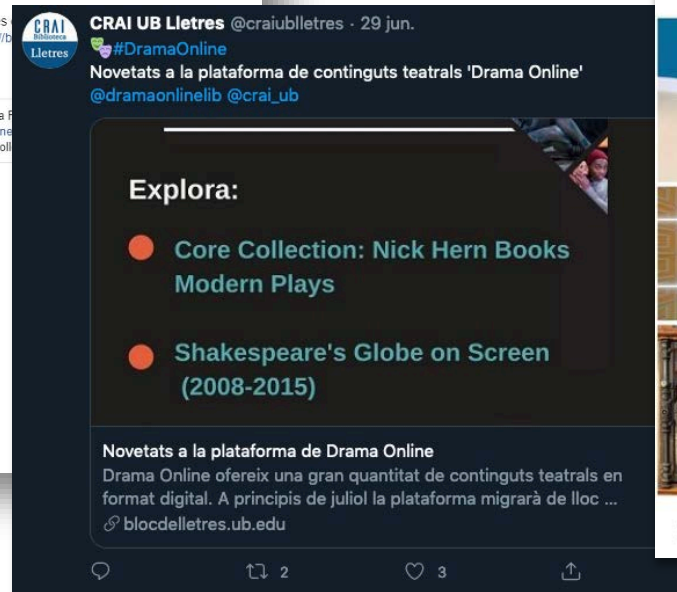 CRAI
Biblioteca
Lletres
CRAI UB Lletres @craiublletres · 29 jun.
🎭#DramaOnline
Novetats a la plataforma de continguts teatrals 'Drama Online'
@dramaonlinelib @crai_ub
Explora:
Core Collection: Nick Hern Books
Modern Plays
Shakespeare's Globe on Screen
(2008-2015)
Novetats a la plataforma de Drama Online
Drama Online ofereix una gran quantitat de continguts teatrals en
format digital. A principis de juliol la plataforma migrarà de lloc ...
blocdelletres.ub.edu
2
3